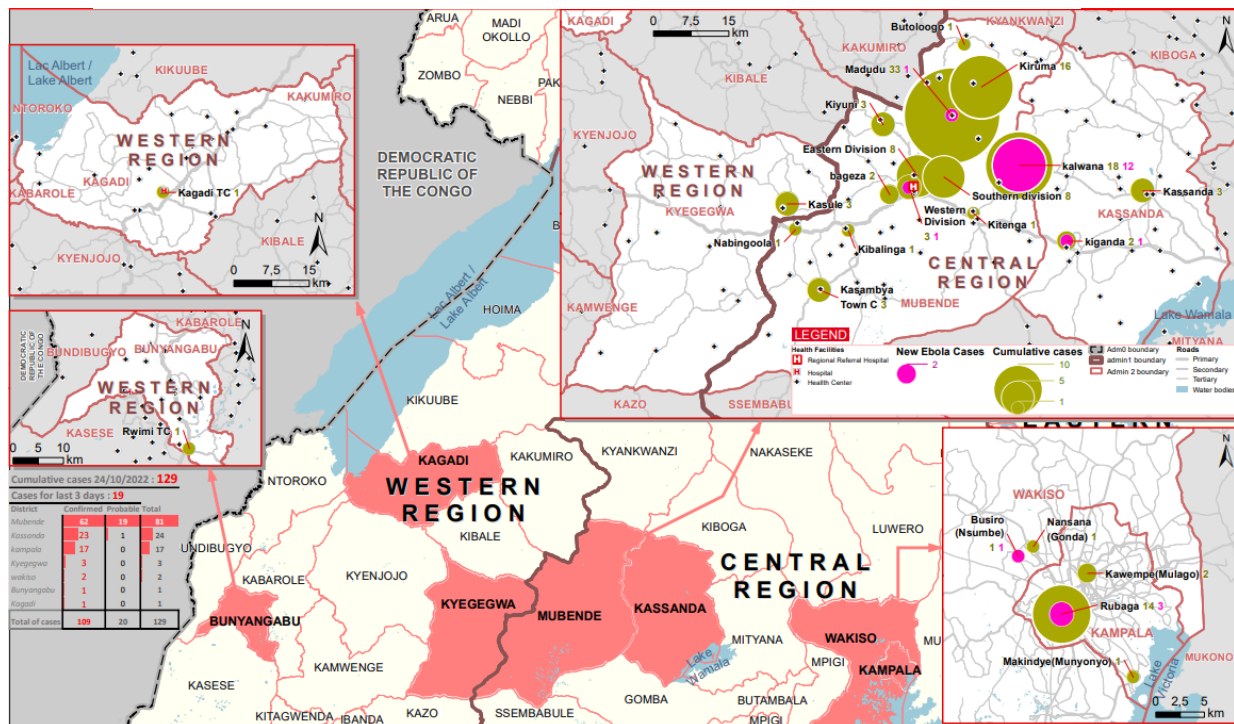 Lac Albert /
Lake Albert
KIKUUBE
NTOROKO
KAKUMIRO
WESTERN
REGION
KAGADI
KABAROLE
Kagadi TC 1
KIBALE
KYENJOJO
N
0 7,5 15
km
DEMOCRATIC
REPUBLIC OF
THE CONGO
KABAROLE
BUNDIBUGYO
BUNYANGABU
N
WESTERN
REGION
KASESE
Rwimi TC 1
0 5 10
km
Cumulative cases 24/10/2022 : 129
Cases for last 3 days : 19
District Confirmed Probable Total
Mubende 62 19 81
Kassanda 23 1 24
kampala 17 0 17
Kyegegwa 3 0 3
wakiso 2 0 2
Bunyangabu 1 0 1
Kagadi 1 0 1
Total of cases 109 20 129
ARUA
MADI
OKOLLO
ZOMBO
PAK
NEBBI
DEMOCRATIC
REPUBLIC OF
THE CONGO
Lac Albert /
Lake Albert
HOIMA
KIKUUBE
KAGADI
KAKUMIRO
KYANKWANZI
NAKASEKE
NTOROKO
WESTERN
REGION
KIBALE
KIBOGA
LUWERO
UNDIBUGYO
KABAROLE
KYENJOJO
CENTRAL
REGION
BUNYANGABU
KYEGEGWA
MUBENDE
KASSANDA
WAKISO
MU
MITYANA
Lake
Wamala
MPIGI
KAMPALA
KAMWENGE
KASESE
GOMBA
BUTAMBALA
KITAGWENDA
IBANDA
KAZO
SSEMBABULE
MPIGI
EASTERN
KAGADI
0 7,5 15
km
Butoloogo 1
KYANKWANZI
N
KAKUMIRO
KIBOGA
Madudu 33 1
Kiruma 16
KIBALE
Kiyuni 3
KYENJOJO
Eastern Division 8
kalwana 18 12
WESTERN
REGION
bageza 2
Southern division 8
Kassanda 3
KYEGEGWA
Kasule 3
Western
Division
3 1
Kitenga 1
KASSANDA
Nabingoola 1
Kibalinga 1
kiganda 2 1
CENTRAL
REGION
Kasambya
Town C 3
MUBENDE
KAMWENGE
Lake Wamala
MITYANA
KAZO
SSEMBABULE
LEGEND
Health Facilities
H Regional Referral Hospital
H Hospital
Heallth Center
New Ebola Cases
2
Cumulative cases
10
5
1
Adm0 boundary
admin1 boundary
Admin 2 boundary
Roads
Primary
Secondary
Tertiary
Water bodies
N
WAKISO
Busiro
(Nsumbe)
1 1
Nansana
(Gonda) 1
Kawempe(Mulago) 2
Rubaga 14 3
KAMPALA
MUKONO
Makindye(Munyonyo) 1
Lake
Victoria
0 2,5 5
km